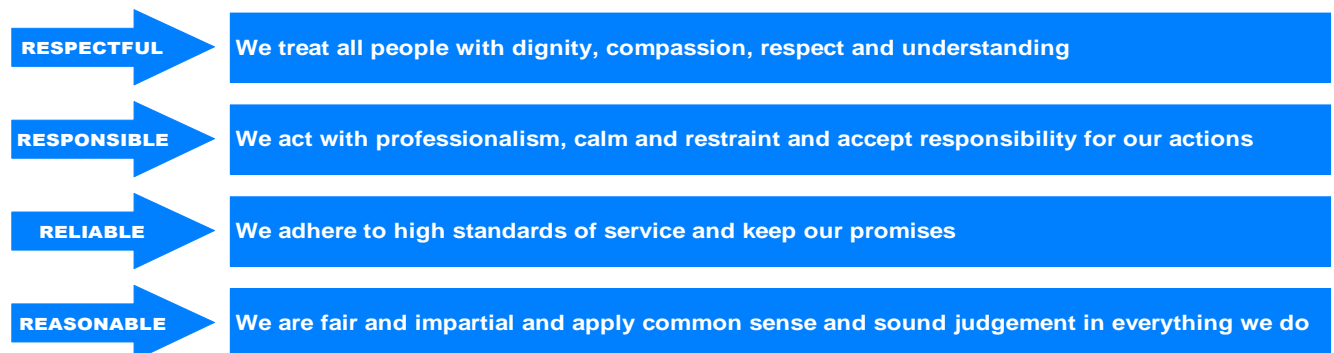 RESPECTFUL
We treat all people with dignity, compassion, respect and understanding
RESPONSIBLE
We act with professionalism, calm and restraint and accept responsibility for our actions
RELIABLE
We adhere to high standards of service and keep our promises
REASONABLE
We are fair and impartial and apply common sense and sound judgement in everything we do